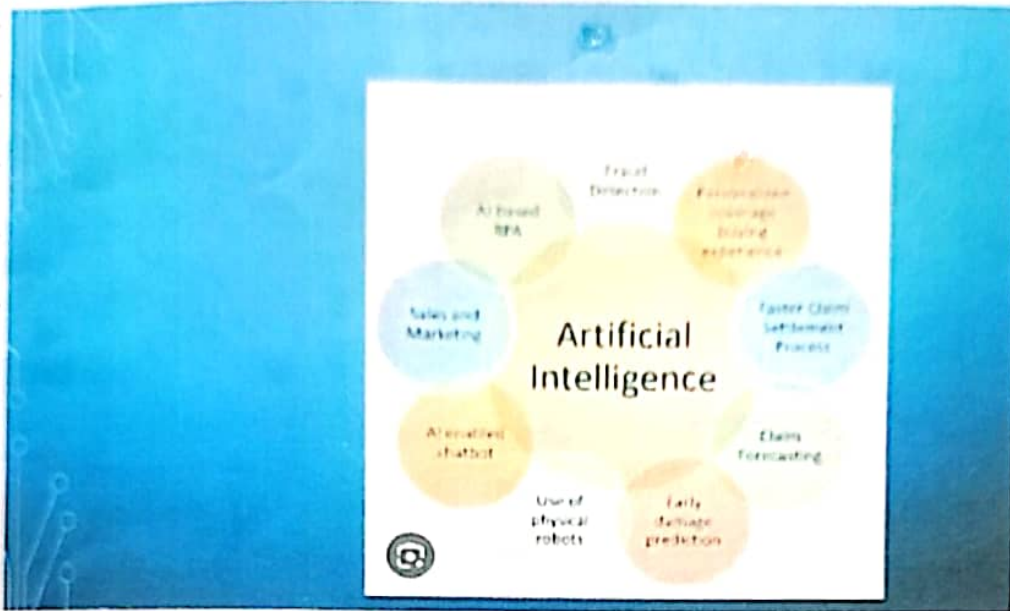 Fraud
Detection
AI based
RPA
Personalized
coverage
buying
experience
Sales and
Marketing
Artificial
Intelligence
Faster Claim
Settlement
Process
AI enabled
chatbot
Claim
Forecasting
Use of
physical
robots
Early
damage
prediction